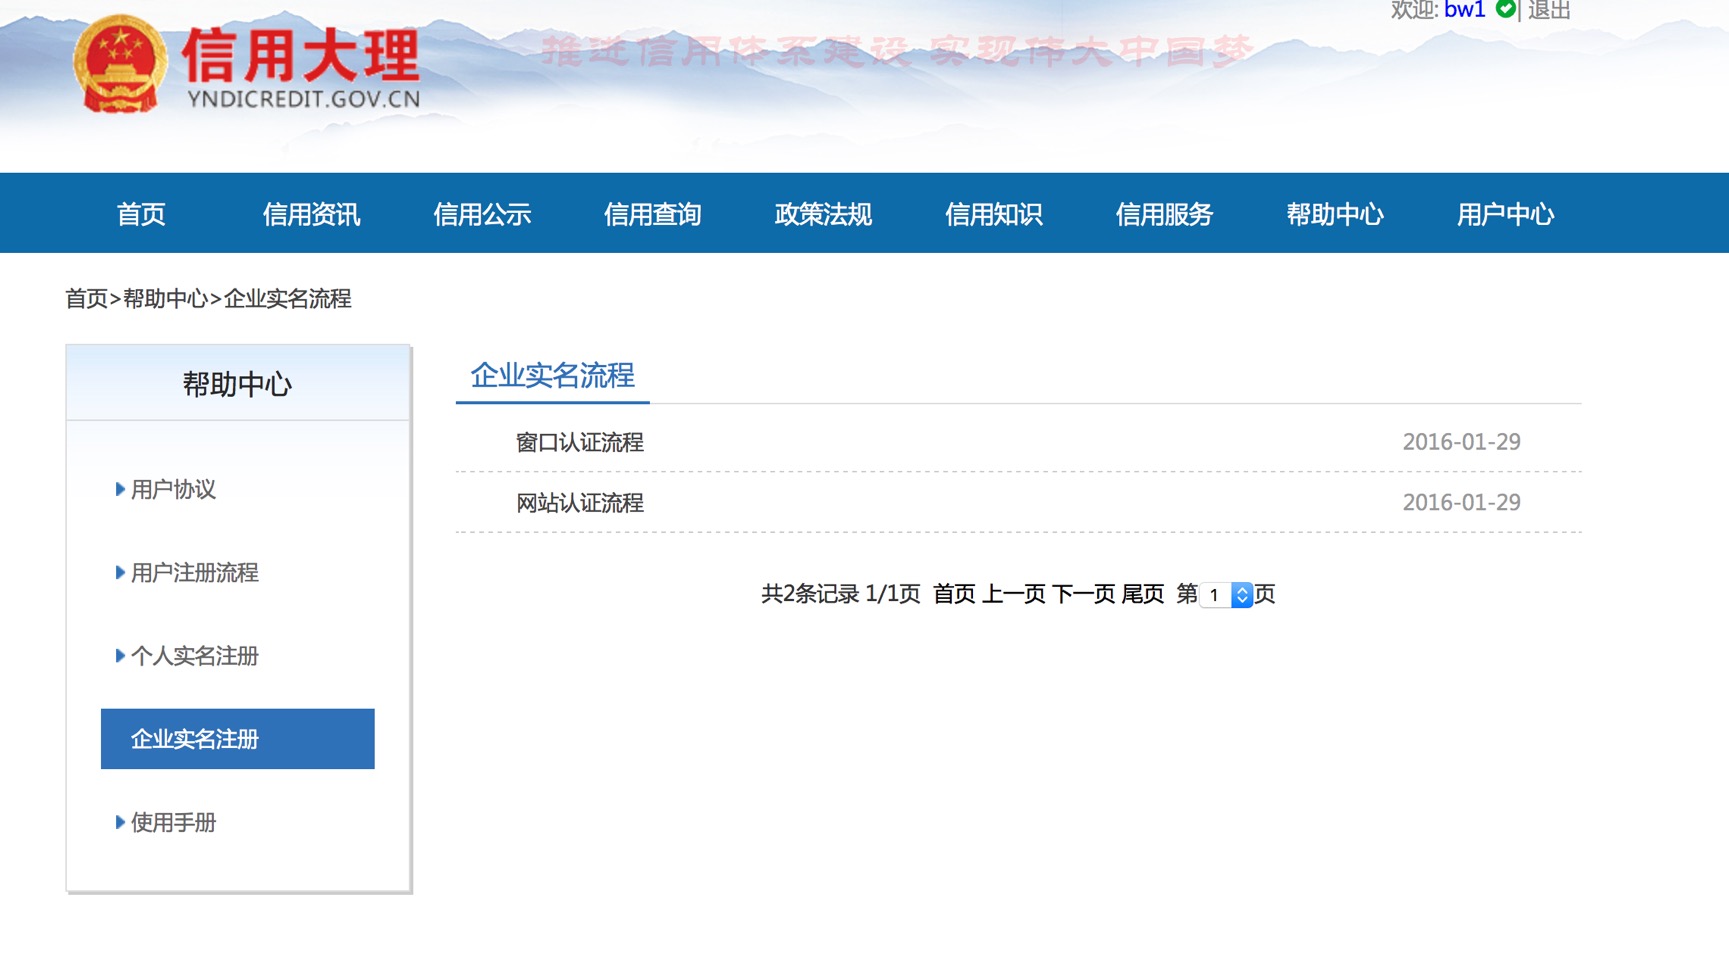 欢迎: bw1 | 退出
信用大理
YNDICREDIT.GOV.CN
推进信用体系建设 实现伟大中国梦
首页 信用资讯 信用公示 信用查询 政策法规 信用知识 信用服务 帮助中心 用户中心
首页>帮助中心>企业实名流程
帮助中心
用户协议
用户注册流程
个人实名注册
企业实名注册
使用手册
企业实名流程
窗口认证流程 2016-01-29
网站认证流程 2016-01-29
共2条记录 1/1页 首页 上一页 下一页 尾页 第 1 页